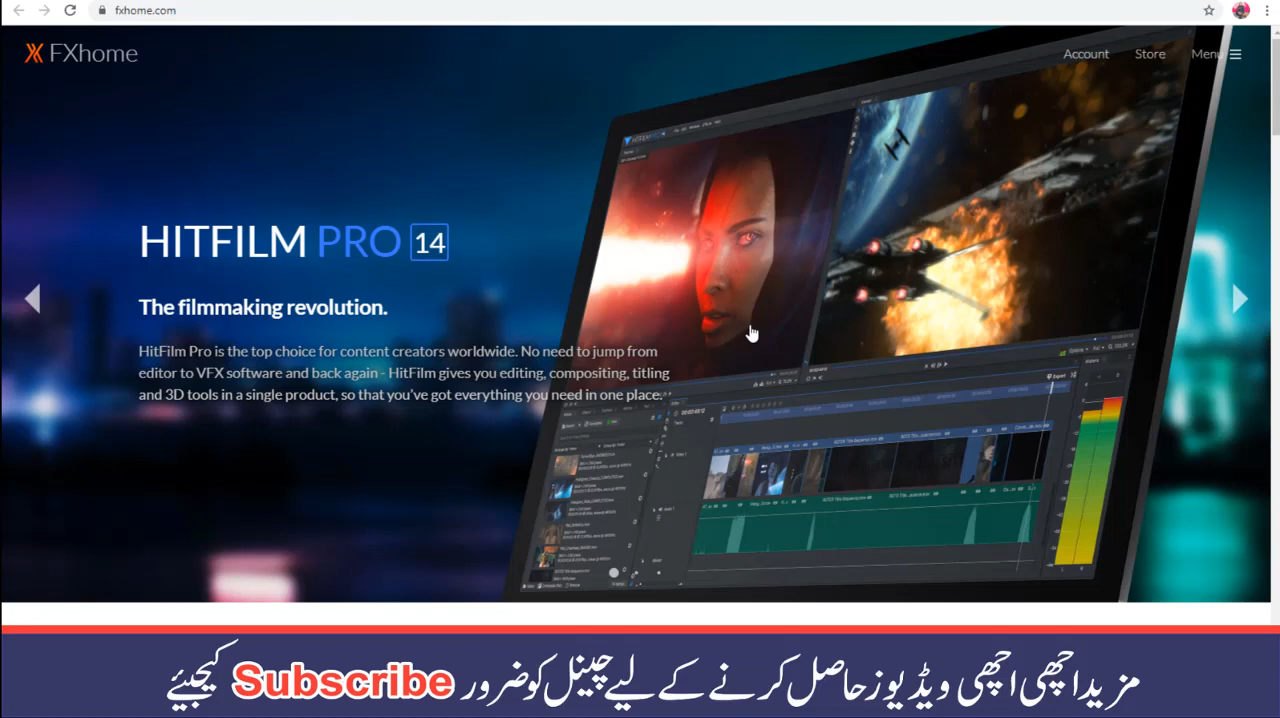 fxhome.com
FXhome
Account Store Menu
HITFILM PRO 14
The filmmaking revolution.
HitFilm Pro is the top choice for content creators worldwide. No need to jump from
editor to VFX software and back again - HitFilm gives you editing, compositing, titling
and 3D tools in a single product, so that you've got everything you need in one place.
مزید اچھی اچھی ویڈیوز حاصل کرنے کے لیے چینل کو ضرور Subscribe کیجیئے